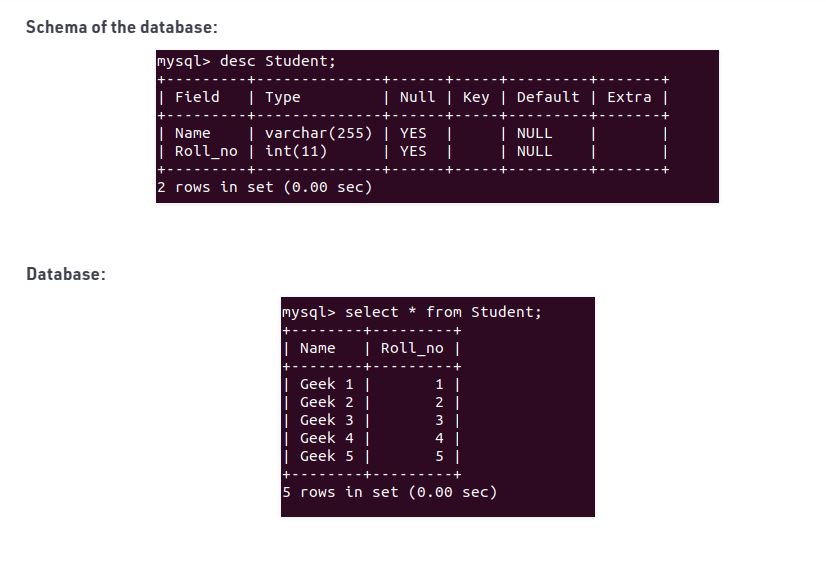 Schema of the database:
mysql> desc Student;
+---------+--------------+------+-----+---------+-------+
| Field   | Type         | Null | Key | Default | Extra |
+---------+--------------+------+-----+---------+-------+
| Name    | varchar(255) | YES  |     | NULL    |       |
| Roll_no | int(11)      | YES  |     | NULL    |       |
+---------+--------------+------+-----+---------+-------+
2 rows in set (0.00 sec)
Database:
mysql> select * from Student;
+--------+---------+
| Name   | Roll_no |
+--------+---------+
| Geek 1 |       1 |
| Geek 2 |       2 |
| Geek 3 |       3 |
| Geek 4 |       4 |
| Geek 5 |       5 |
+--------+---------+
5 rows in set (0.00 sec)